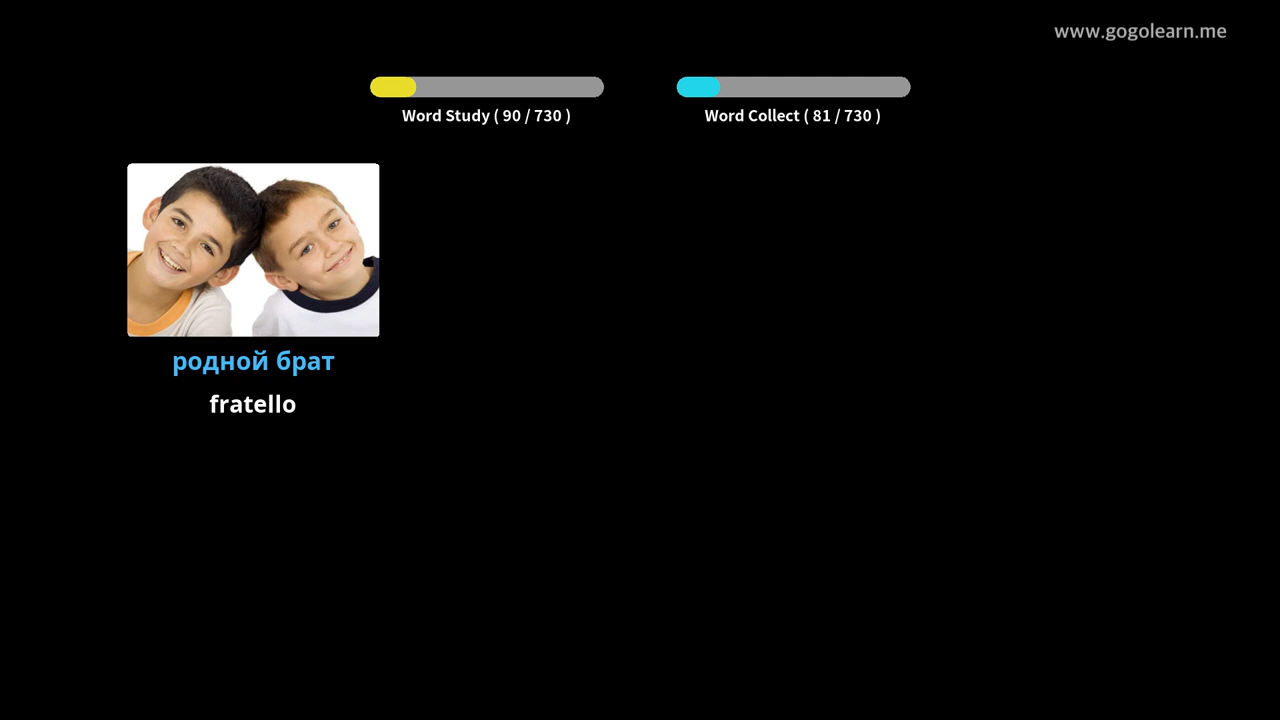 www.gogolearn.me
Word Study ( 90 / 730 )
Word Collect ( 81 / 730 )
родной брат
fratello